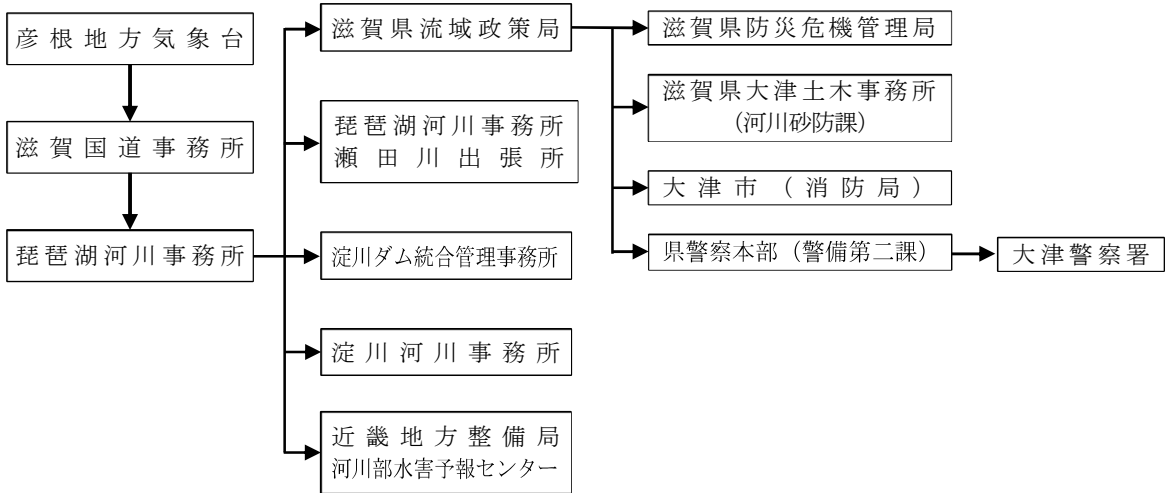 彦根地方気象台
滋賀国道事務所
琵琶湖河川事務所
滋賀県流域政策局
琵琶湖河川事務所
瀬田川出張所
淀川ダム統合管理事務所
淀川河川事務所
近畿地方整備局
河川部水害予報センター
滋賀県防災危機管理局
滋賀県大津土木事務所
(河川砂防課)
大津市(消防局)
県警察本部(警備第二課)
大津警察署